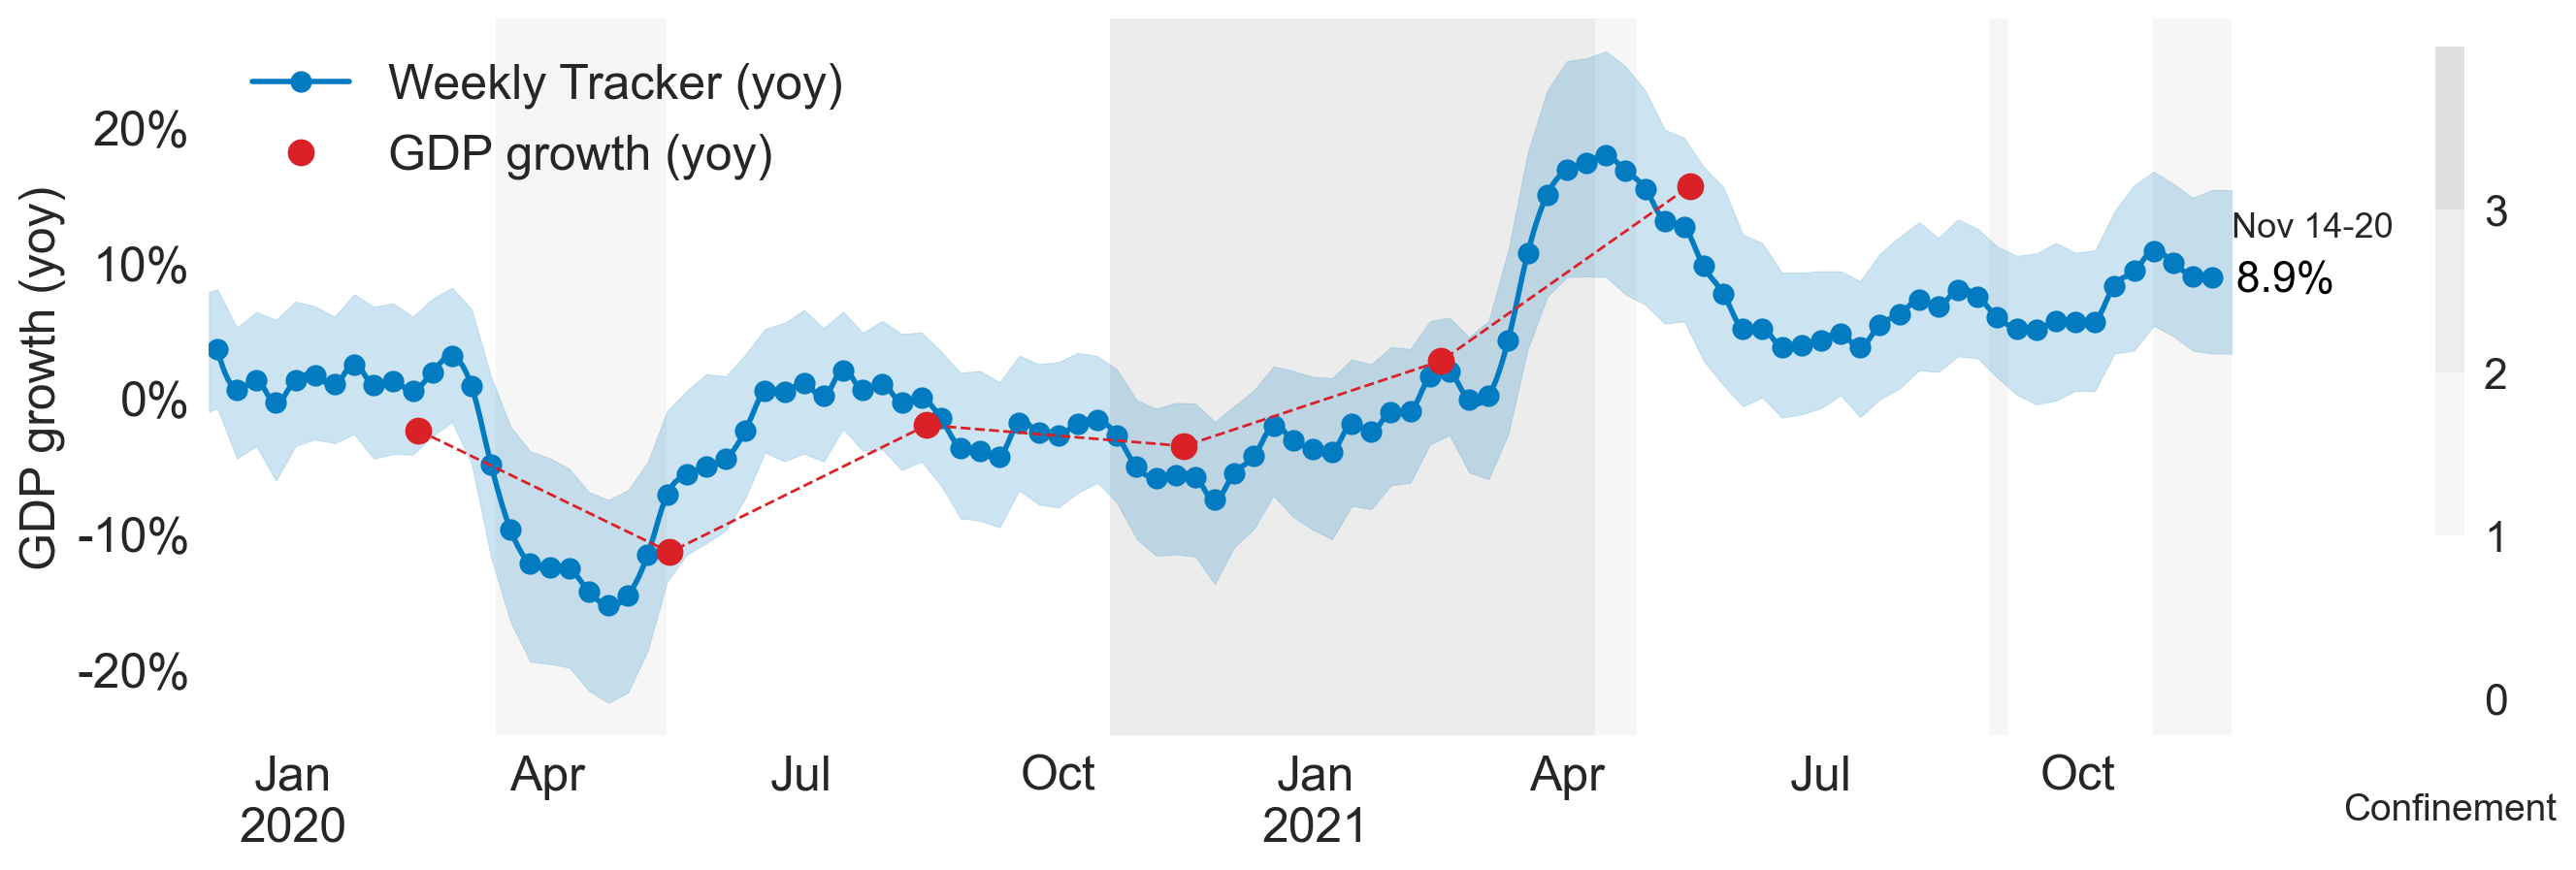 Weekly Tracker (yoy)
GDP growth (yoy)
GDP growth (yoy)
20%
10%
0%
-10%
-20%
Nov 14-20
8.9%
3
2
1
0
Jan
2020
Apr
Jul
Oct
Jan
2021
Apr
Jul
Oct
Confinement